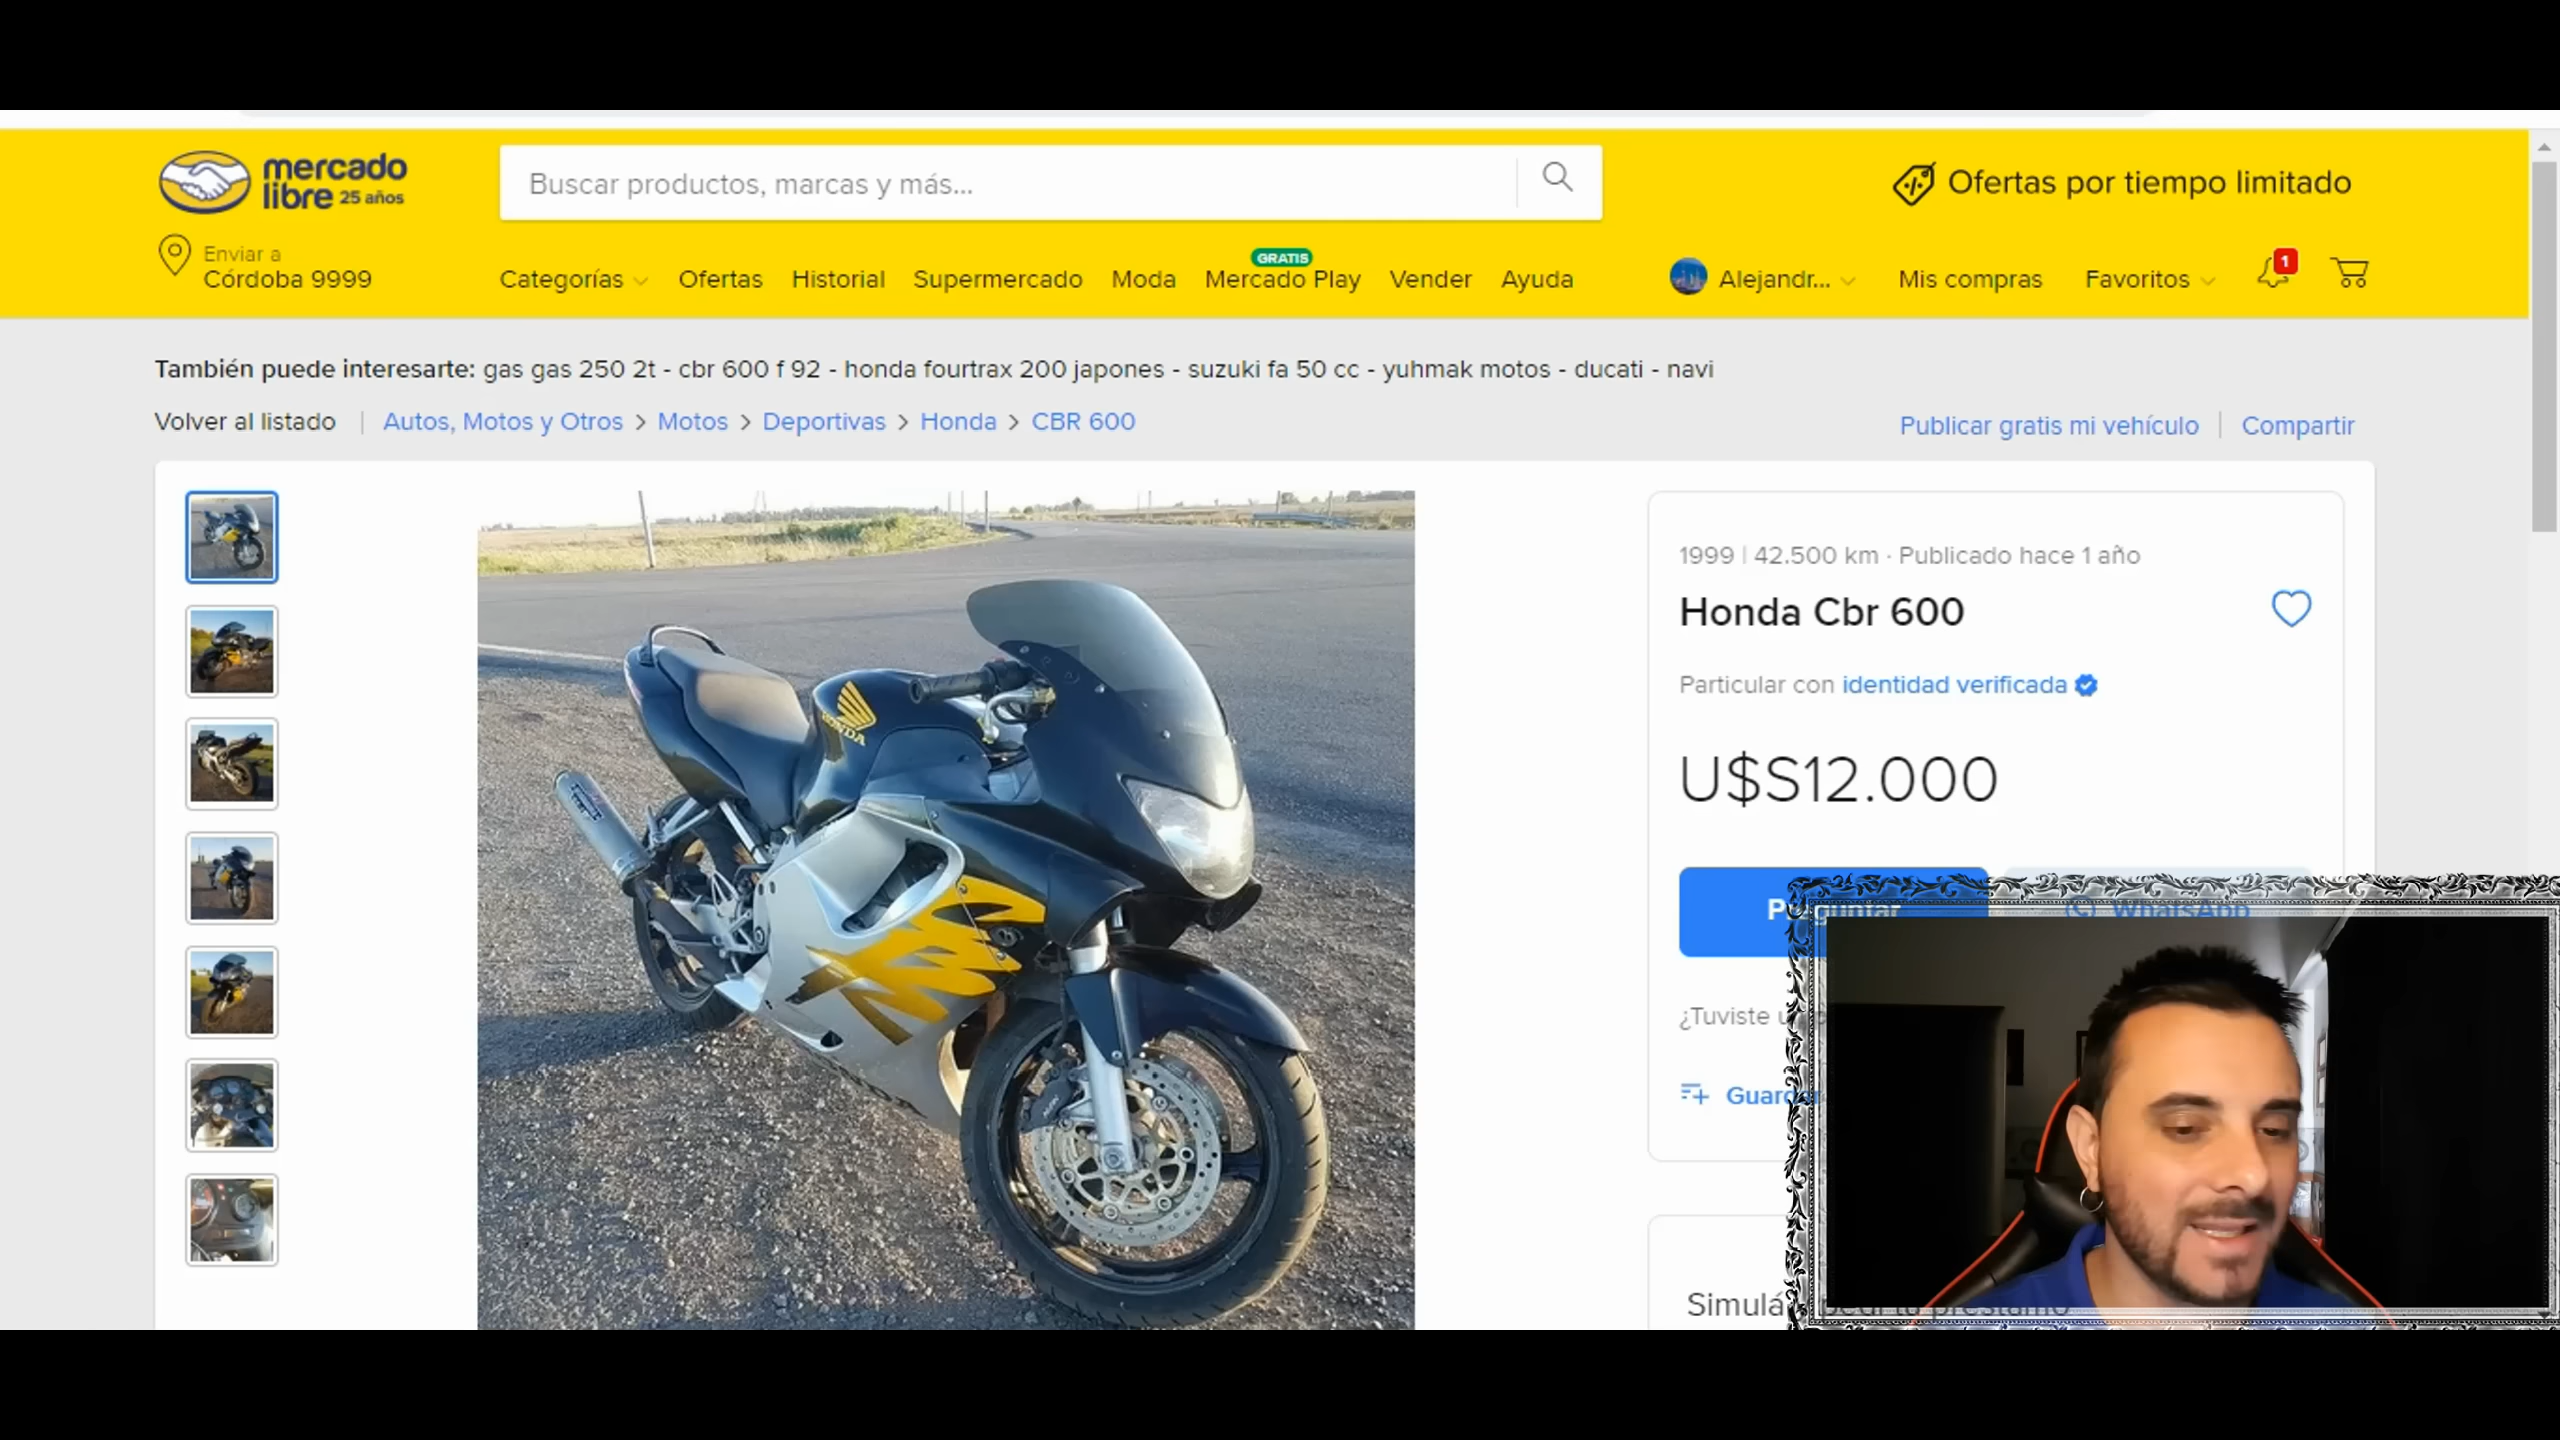 mercado
libre 25 años
Buscar productos, marcas y más...
Ofertas por tiempo limitado
Enviar a
Córdoba 9999
Categorías
Ofertas
Historial
Supermercado
Moda
GRATIS
Mercado Play
Vender
Ayuda
Alejandr...
Mis compras
Favoritos
1
También puede interesarte: gas gas 250 2t - cbr 600 f 92 - honda fourtrax 200 japones - suzuki fa 50 cc - yuhmak motos - ducati - navi
Volver al listado | Autos, Motos y Otros > Motos > Deportivas > Honda > CBR 600
Publicar gratis mi vehículo | Compartir
1999 | 42.500 km · Publicado hace 1 año
Honda Cbr 600
Particular con identidad verificada
U$S12.000
WhatsApp
¿Tuviste
HONDA